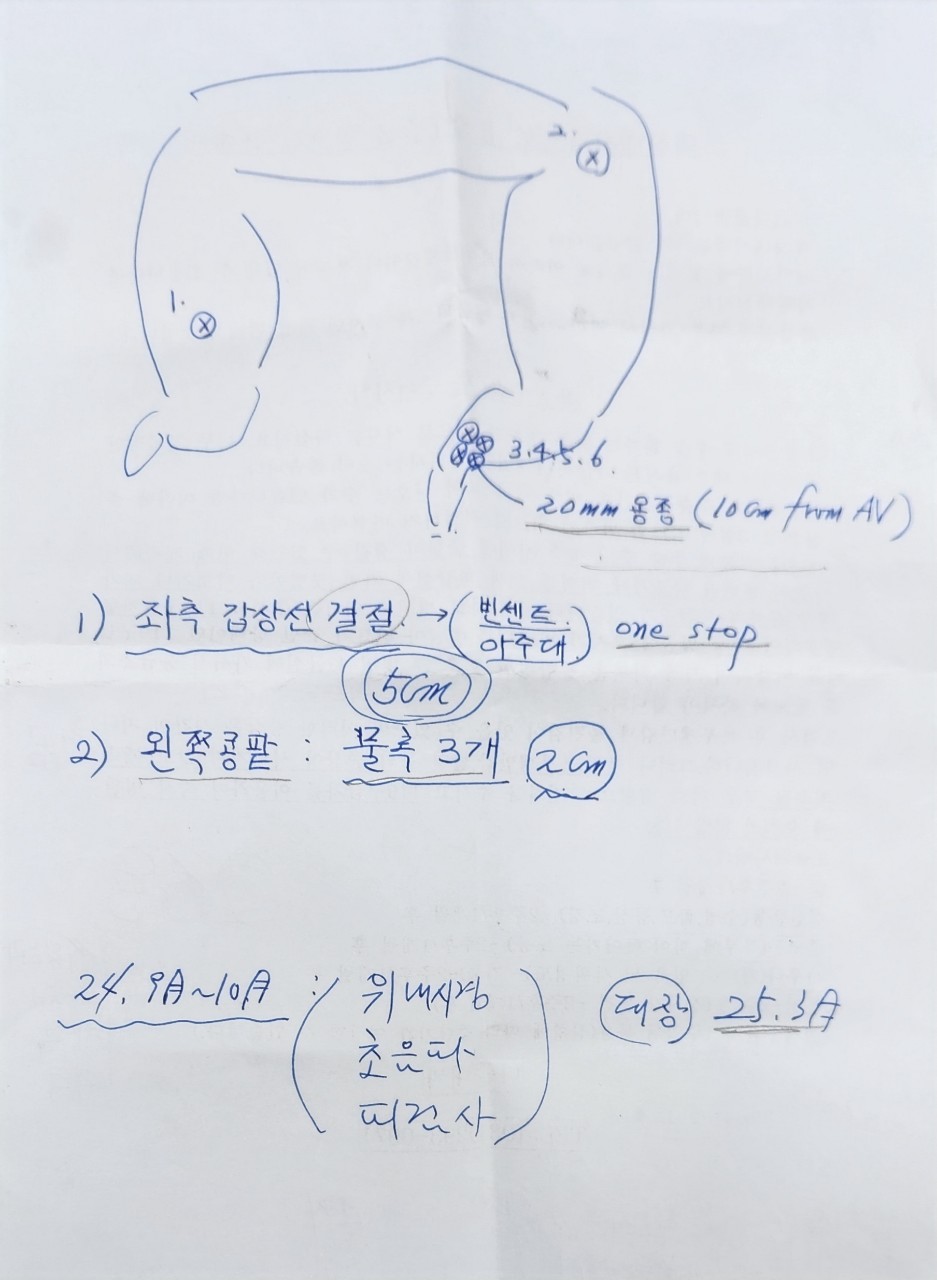 2.
1.
3.4.5.6.
20mm 용종 (10cm from AV)
1) 좌측 갑상선 결절 → (빈센트. 아주대) one stop
5cm
2) 왼쪽콩팥 : 물혹 3개 2cm
24. 9月~10月 : (위내시경 대장 25.3月
초음파
피검사)